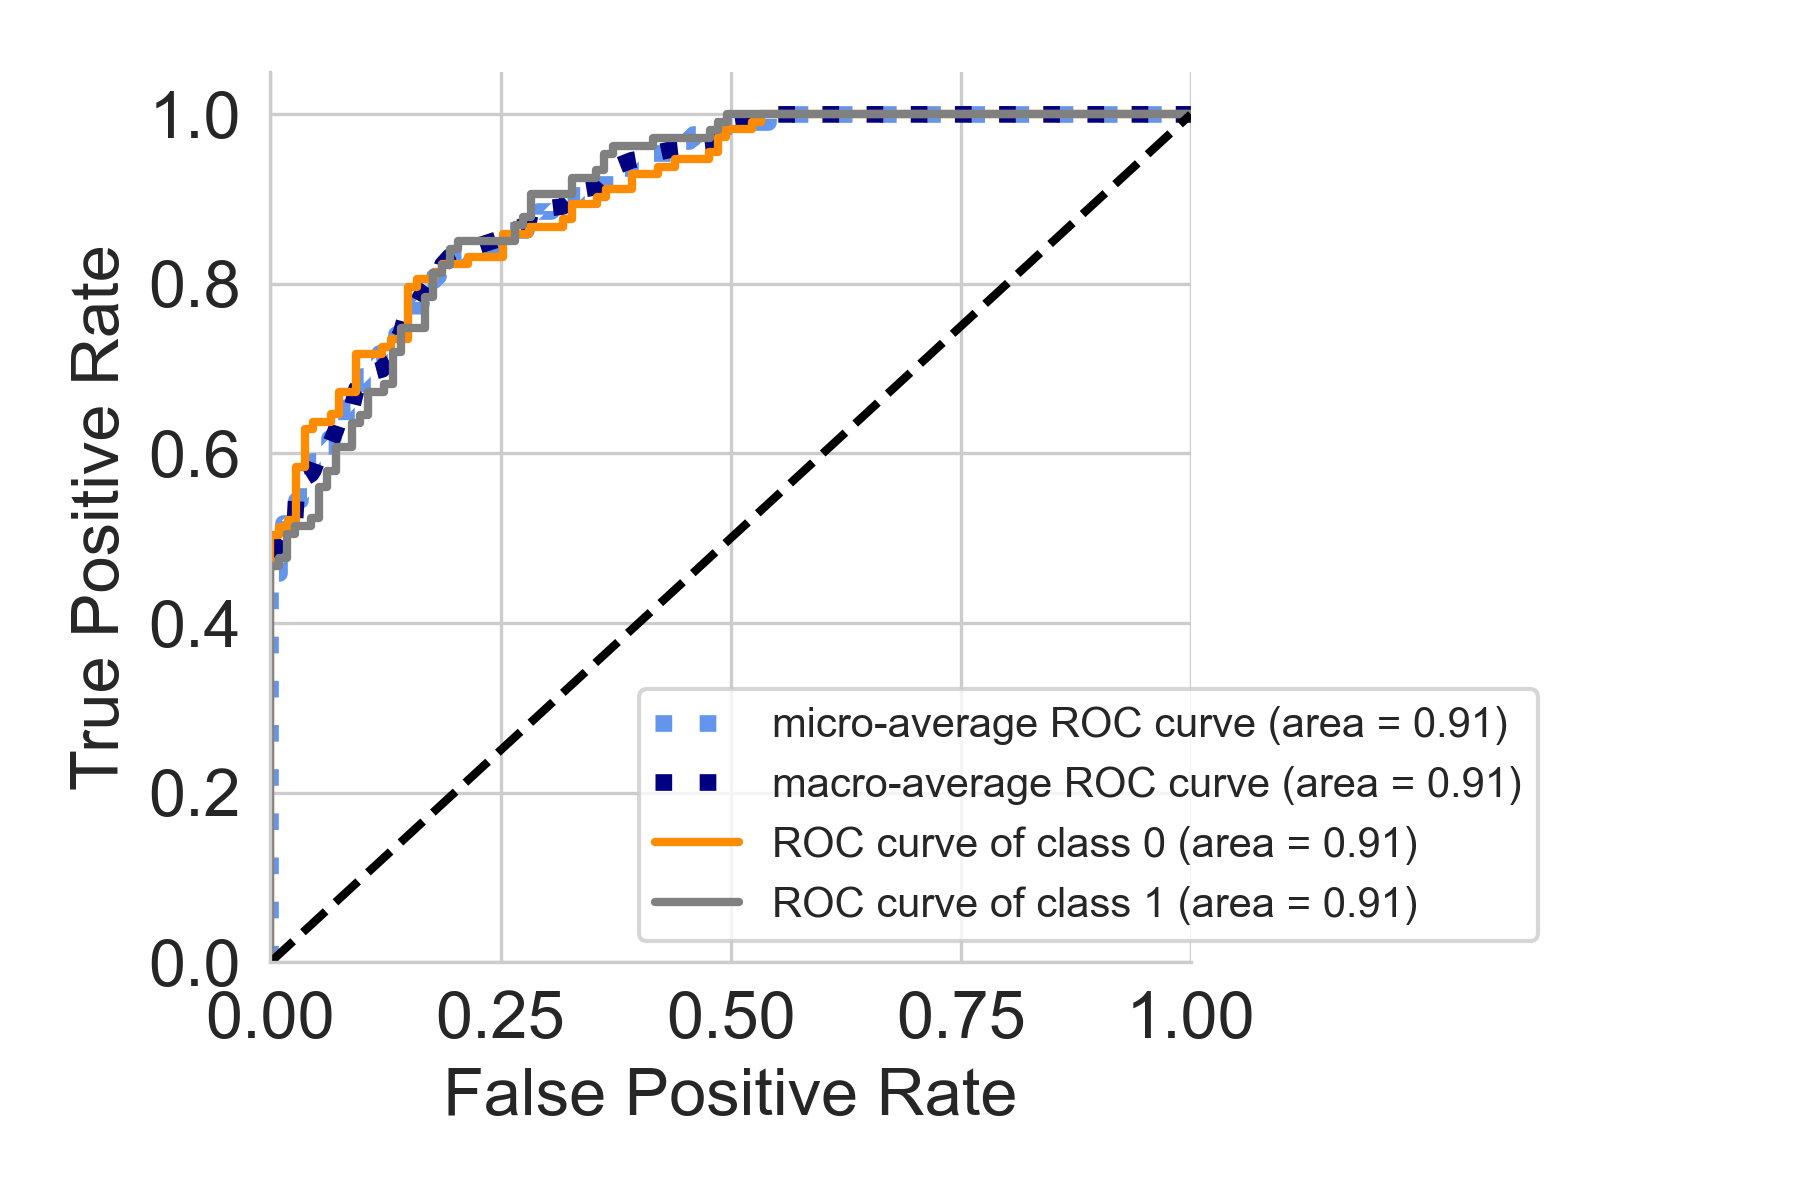 1.0
0.8
0.6
0.4
0.2
0.0
True Positive Rate
0.00 0.25 0.50 0.75 1.00
False Positive Rate
micro-average ROC curve (area = 0.91)
macro-average ROC curve (area = 0.91)
ROC curve of class 0 (area = 0.91)
ROC curve of class 1 (area = 0.91)